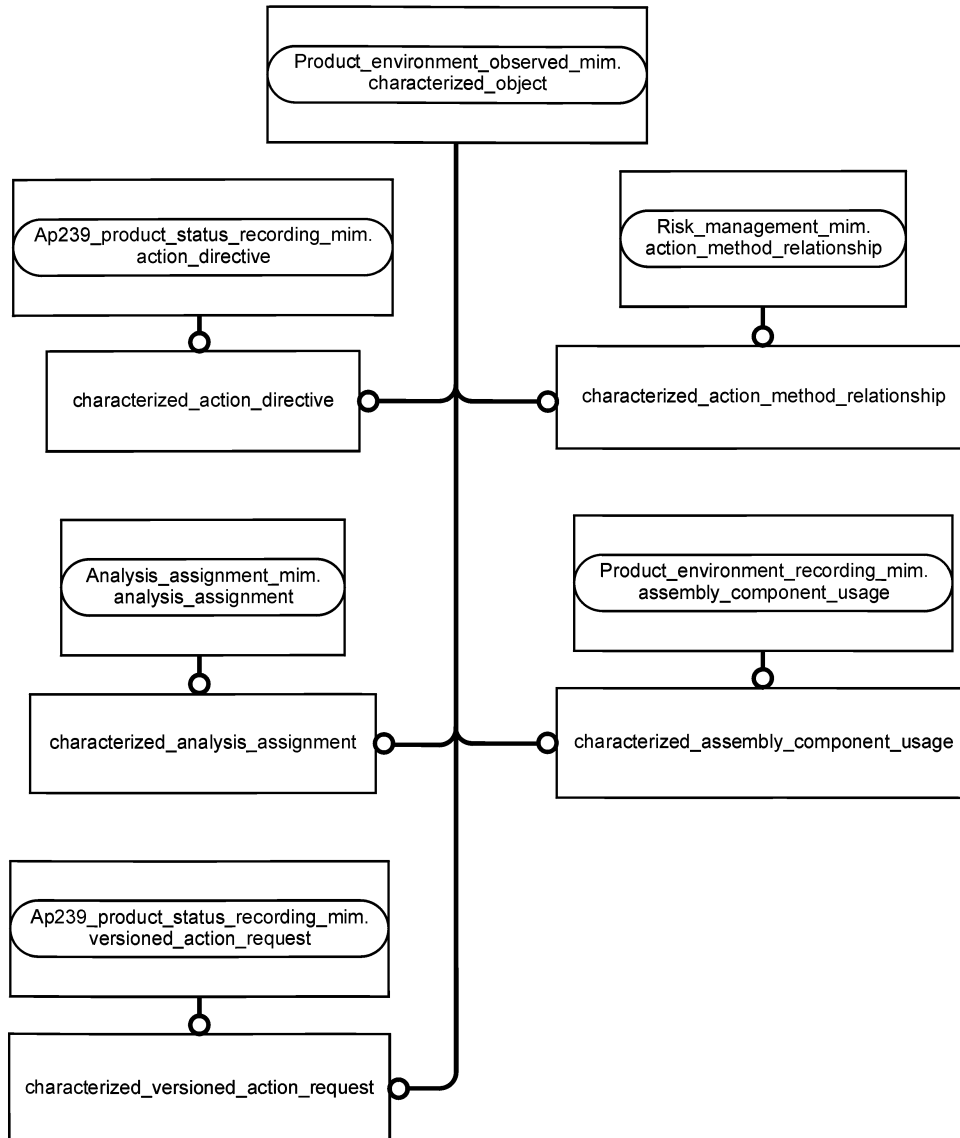 Product_environment_observed_mim.
characterized_object
Ap239_product_status_recording_mim.
action_directive
Risk_management_mim.
action_method_relationship
characterized_action_directive
characterized_action_method_relationship
Analysis_assignment_mim.
analysis_assignment
Product_environment_recording_mim.
assembly_component_usage
characterized_analysis_assignment
characterized_assembly_component_usage
Ap239_product_status_recording_mim.
versioned_action_request
characterized_versioned_action_request